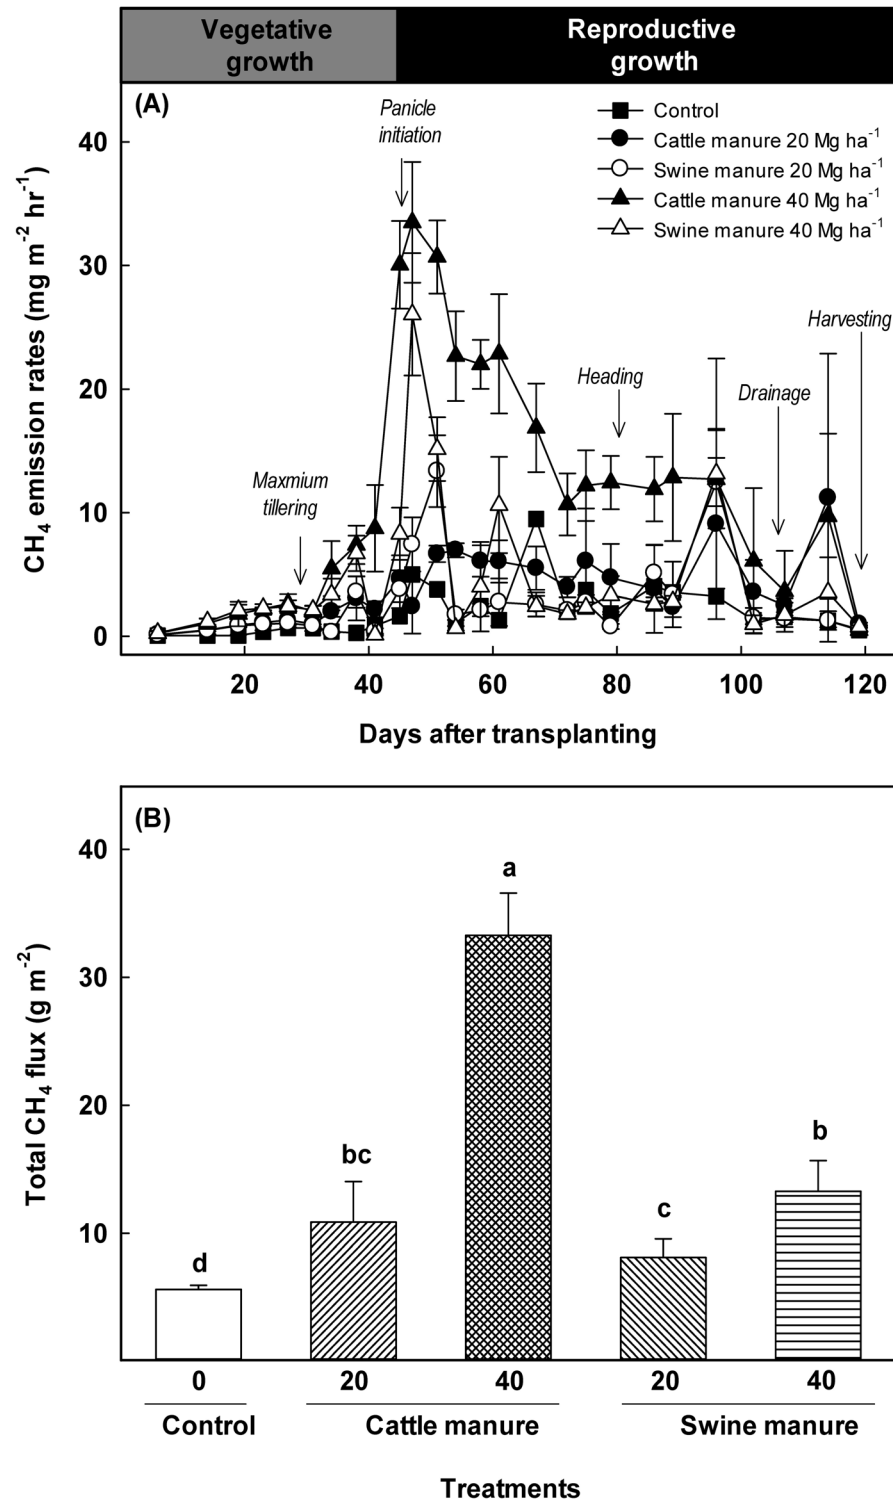 Vegetative
growth
Reproductive
growth
(A)
Control
Cattle manure 20 Mg ha⁻¹
Swine manure 20 Mg ha⁻¹
Cattle manure 40 Mg ha⁻¹
Swine manure 40 Mg ha⁻¹
Panicle
initiation
Maxmium
tillering
Heading
Drainage
Harvesting
CH₄ emission rates (mg m⁻² hr⁻¹)
40
30
20
10
0
20 40 60 80 100 120
Days after transplanting
(B)
Total CH₄ flux (g m⁻²)
40
30
20
10
d
bc
a
c
b
0 20 40 20 40
Control Cattle manure Swine manure
Treatments